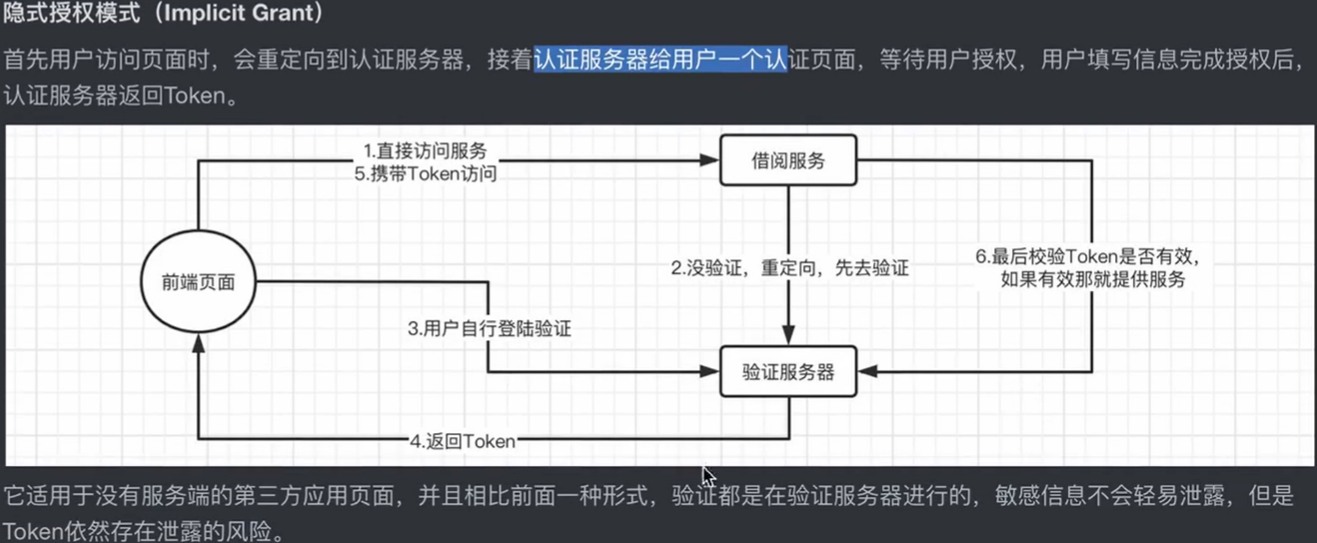 隐式授权模式（Implicit Grant）
首先用户访问页面时，会重定向到认证服务器，接着认证服务器给用户一个认证页面，等待用户授权，用户填写信息完成授权后，
认证服务器返回Token。
1.直接访问服务
5.携带Token访问
借阅服务
前端页面
2.没验证，重定向，先去验证
6.最后校验Token是否有效，
如果有效那就提供服务
3.用户自行登陆验证
验证服务器
4.返回Token
它适用于没有服务端的第三方应用页面，并且相比前面一种形式，验证都是在验证服务器进行的，敏感信息不会轻易泄露，但是
Token依然存在泄露的风险。